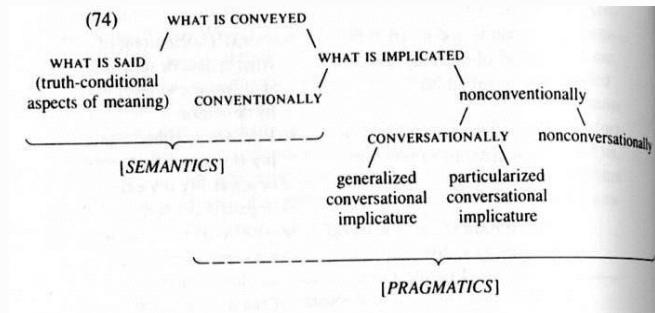 (74) WHAT IS CONVEYED
WHAT IS SAID
(truth-conditional
aspects of meaning)
WHAT IS IMPLICATED
CONVENTIONALLY
nonconventionally
CONVERSATIONALLY
nonconversationally
[SEMANTICS]
generalized
conversational
implicature
particularized
conversational
implicature
[PRAGMATICS]